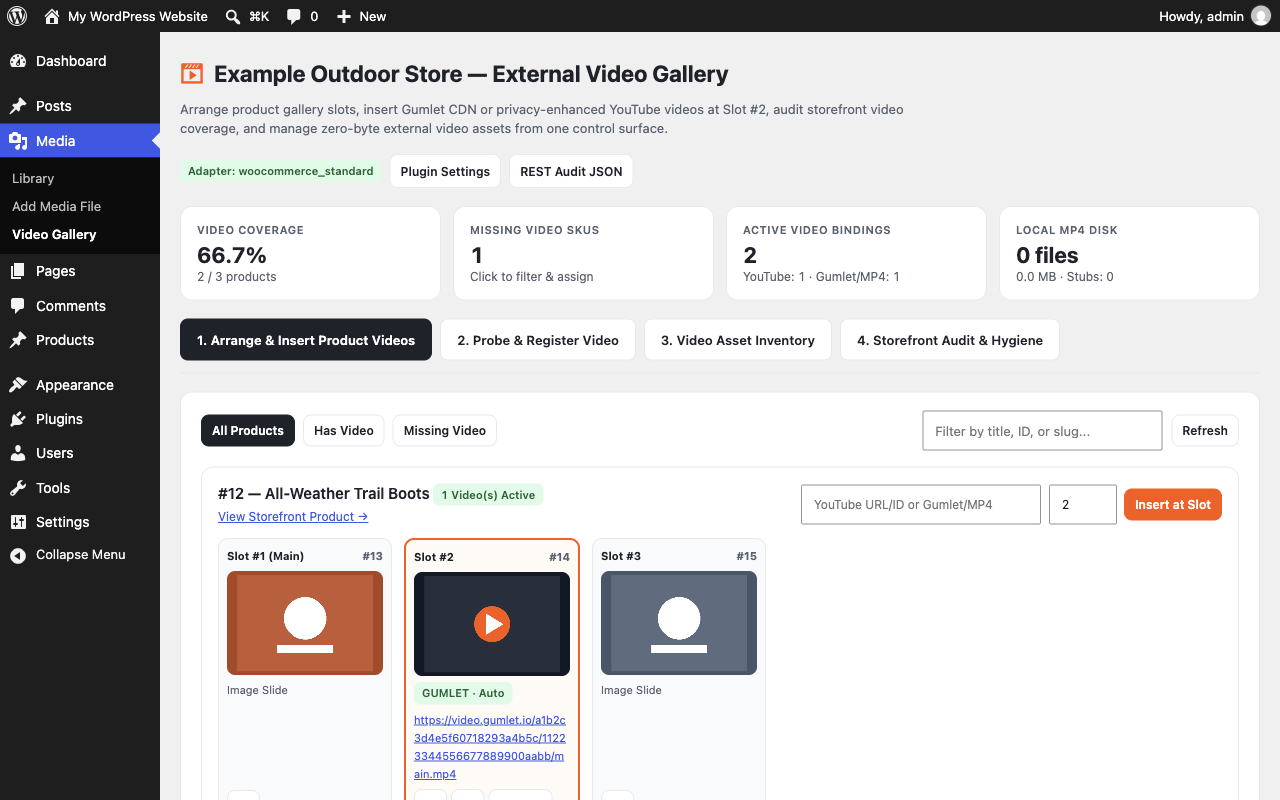 My WordPress Website
⌘K
0
New
Howdy, admin
Dashboard
Posts
Media
Library
Add Media File
Video Gallery
Pages
Comments
Products
Appearance
Plugins
Users
Tools
Settings
Collapse Menu
Example Outdoor Store — External Video Gallery
Arrange product gallery slots, insert Gumlet CDN or privacy-enhanced YouTube videos at Slot #2, audit storefront video
coverage, and manage zero-byte external video assets from one control surface.
Adapter: woocommerce_standard
Plugin Settings
REST Audit JSON
VIDEO COVERAGE
66.7%
2 / 3 products
MISSING VIDEO SKUS
1
Click to filter & assign
ACTIVE VIDEO BINDINGS
2
YouTube: 1 · Gumlet/MP4: 1
LOCAL MP4 DISK
0 files
0.0 MB · Stubs: 0
1. Arrange & Insert Product Videos
2. Probe & Register Video
3. Video Asset Inventory
4. Storefront Audit & Hygiene
All Products
Has Video
Missing Video
Filter by title, ID, or slug...
Refresh
#12 — All-Weather Trail Boots
1 Video(s) Active
View Storefront Product →
YouTube URL/ID or Gumlet/MP4
2
Insert at Slot
Slot #1 (Main)
#13
Image Slide
Slot #2
#14
GUMLET · Auto
https://video.gumlet.io/a1b2c
3d4e5f60718293a4b5c/1122
3344556677889900aabb/m
ain.mp4
Slot #3
#15
Image Slide